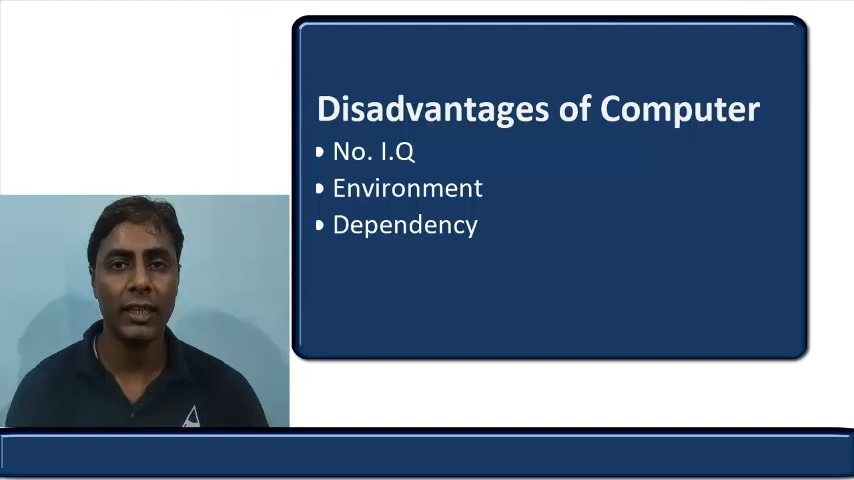 Disadvantages of Computer
• No. I.Q
• Environment
• Dependency